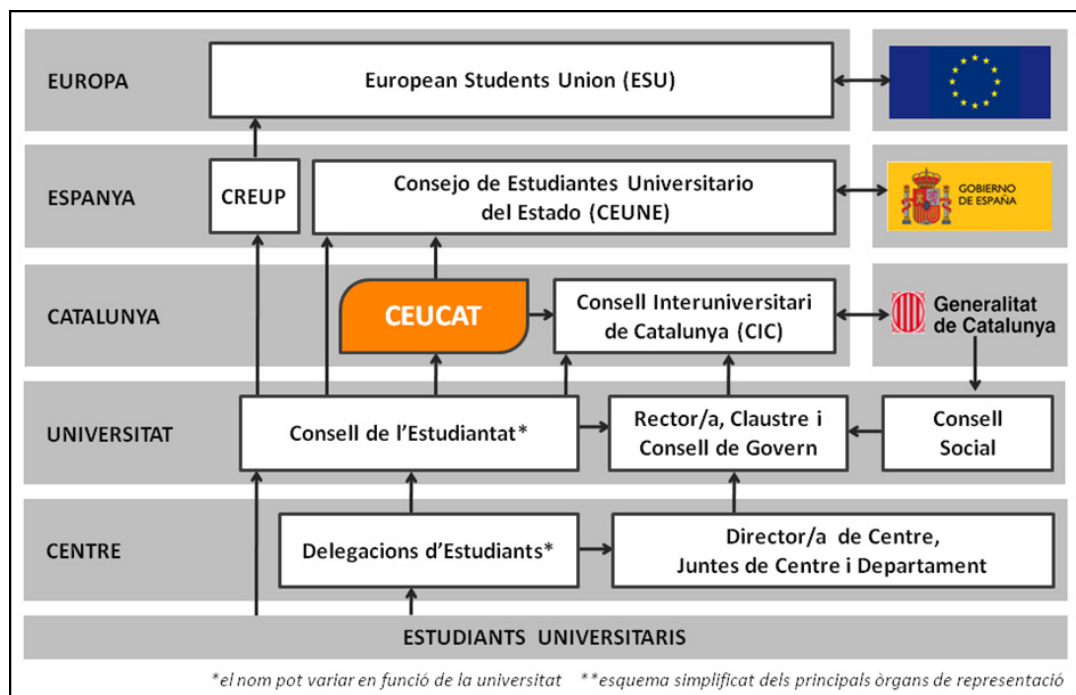 EUROPA
European Students Union (ESU)
ESPANYA
CREUP
Consejo de Estudiantes Universitario
del Estado (CEUNE)
GOBIERNO
DE ESPAÑA
CATALUNYA
CEUCAT
Consell Interuniversitari
de Catalunya (CIC)
Generalitat
de Catalunya
UNIVERSITAT
Consell de l'Estudiantat*
Rector/a, Claustre i
Consell de Govern
Consell
Social
CENTRE
Delegacions d'Estudiants*
Director/a de Centre,
Juntes de Centre i Departament
ESTUDIANTS UNIVERSITARIS
*el nom pot variar en funció de la universitat **esquema simplificat dels principals òrgans de representació